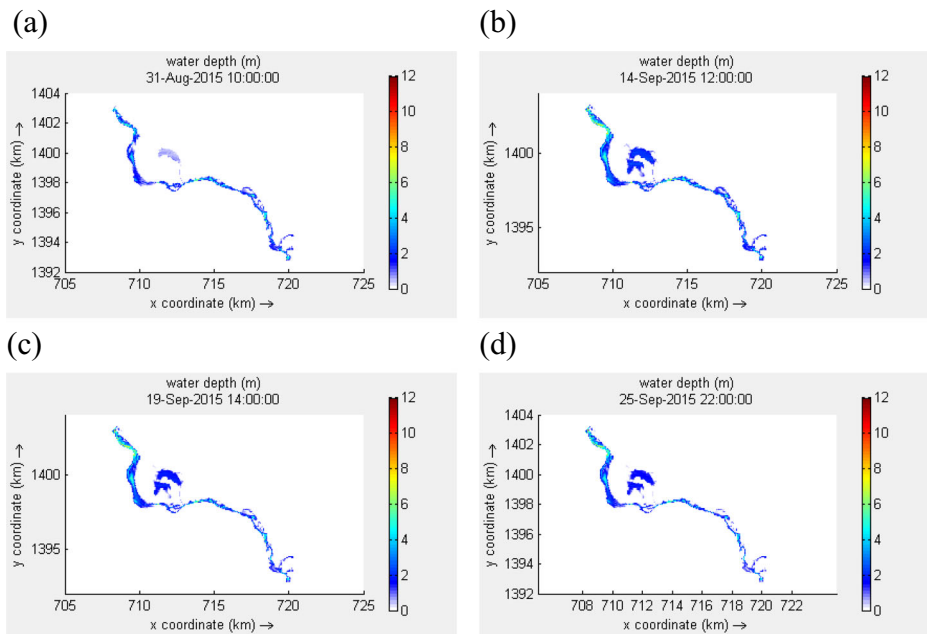 (a)
water depth (m)
31-Aug-2015 10:00:00
1404
1402
1400
1398
1396
1394
1392
705 710 715 720 725
x coordinate (km) →
y coordinate (km) →
12
10
8
6
4
2
0
(b)
water depth (m)
14-Sep-2015 12:00:00
1400
1395
705 710 715 720 725
x coordinate (km) →
y coordinate (km) →
12
10
8
6
4
2
0
(c)
water depth (m)
19-Sep-2015 14:00:00
1400
1395
705 710 715 720 725
x coordinate (km) →
y coordinate (km) →
12
10
8
6
4
2
0
(d)
water depth (m)
25-Sep-2015 22:00:00
1404
1402
1400
1398
1396
1394
1392
708 710 712 714 716 718 720 722
x coordinate (km) →
y coordinate (km) →
12
10
8
6
4
2
0